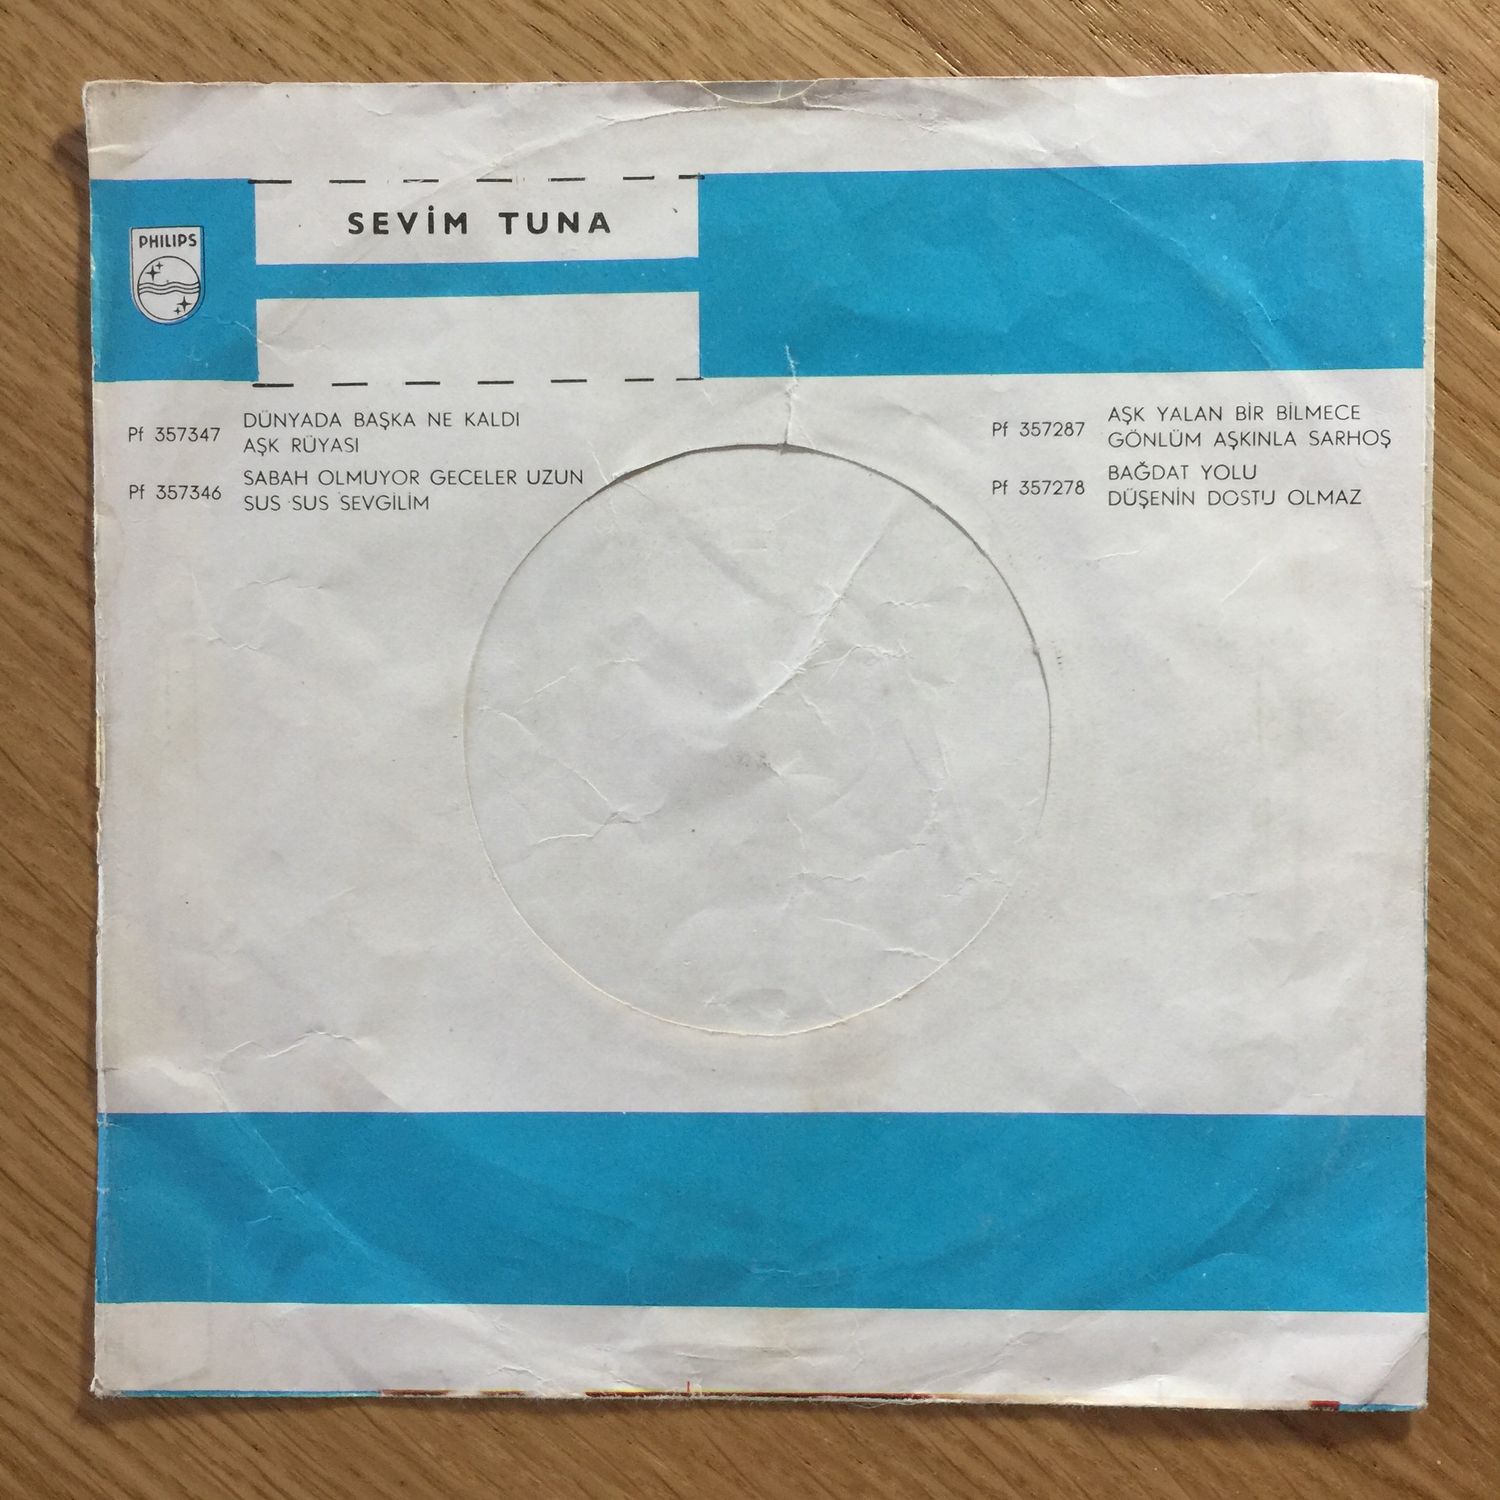 SEVİM TUNA
PHILIPS
Pf 357347 DÜNYADA BAŞKA NE KALDI
AŞK RÜYASI
Pf 357346 SABAH OLMUYOR GECELER UZUN
SUS SUS SEVGİLİM
Pf 357287 AŞK YALAN BİR BİLMECE
GÖNLÜM AŞKINLA SARHOŞ
Pf 357278 BAĞDAT YOLU
DÜŞENİN DOSTU OLMAZ